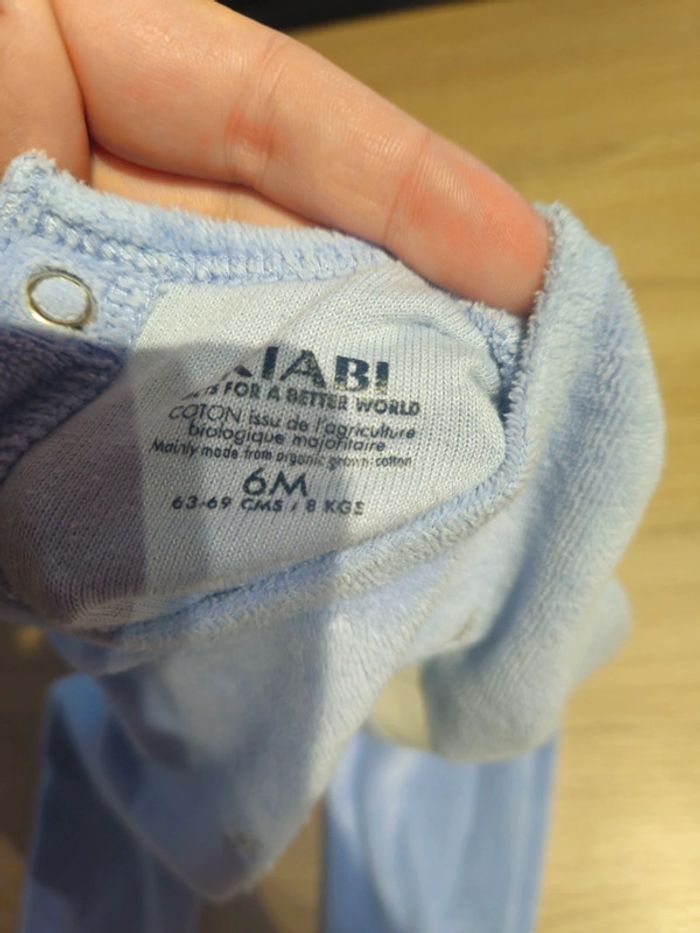 KIABI
FOR A BETTER WORLD
COTON issu de l'agriculture
biologique majoritaire
Mainly made from organic grown cotton
6M
63-69 CMS / 8 KGS